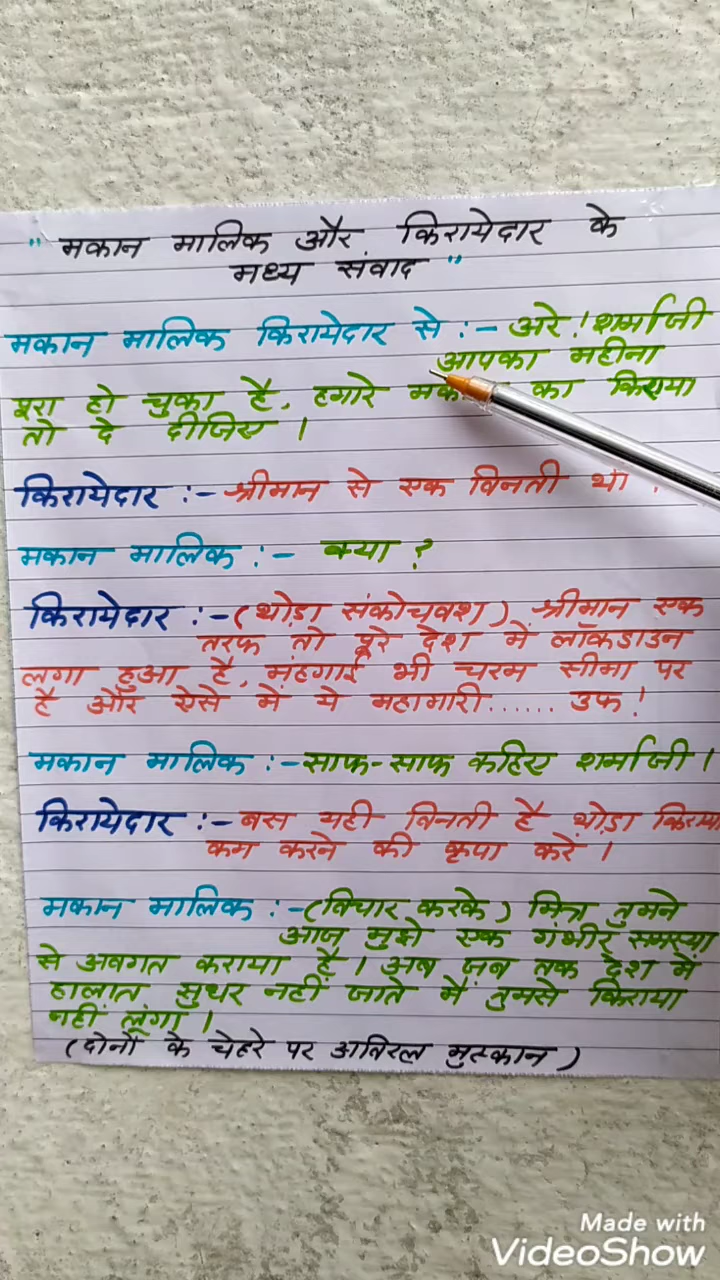 " मकान मालिक और किरायेदार के
मध्य संवाद "
मकान मालिक किरायेदार से :- अरे ! शर्माजी
आपका महीना
पूरा हो चुका है, हमारे का किराया
तो दे दीजिए ।
किरायेदार :- श्रीमान से एक विनती था
मकान मालिक :- क्या ?
किरायेदार :- (थोड़ा संकोचवश) श्रीमान एक
तरफ तो पूरे देश में लॉकडाउन
लगा हुआ है, मंहगाई भी चरम सीमा पर
है और ऐसे में ये महामारी...... उफ !
मकान मालिक :- साफ-साफ कहिए शर्माजी ।
किरायेदार :- बस यही विनती है थोड़ा किराया
कम करने की कृपा करें ।
मकान मालिक :- (विचार करके) मित्र तुमने
आज मुझे एक गंभीर समस्या
से अवगत कराया है । अब जब तक देश में
हालात सुधर नहीं जाते मैं तुमसे किराया
नहीं लूंगा ।
(दोनों के चेहरे पर अविरल मुस्कान)
Made with
VideoShow